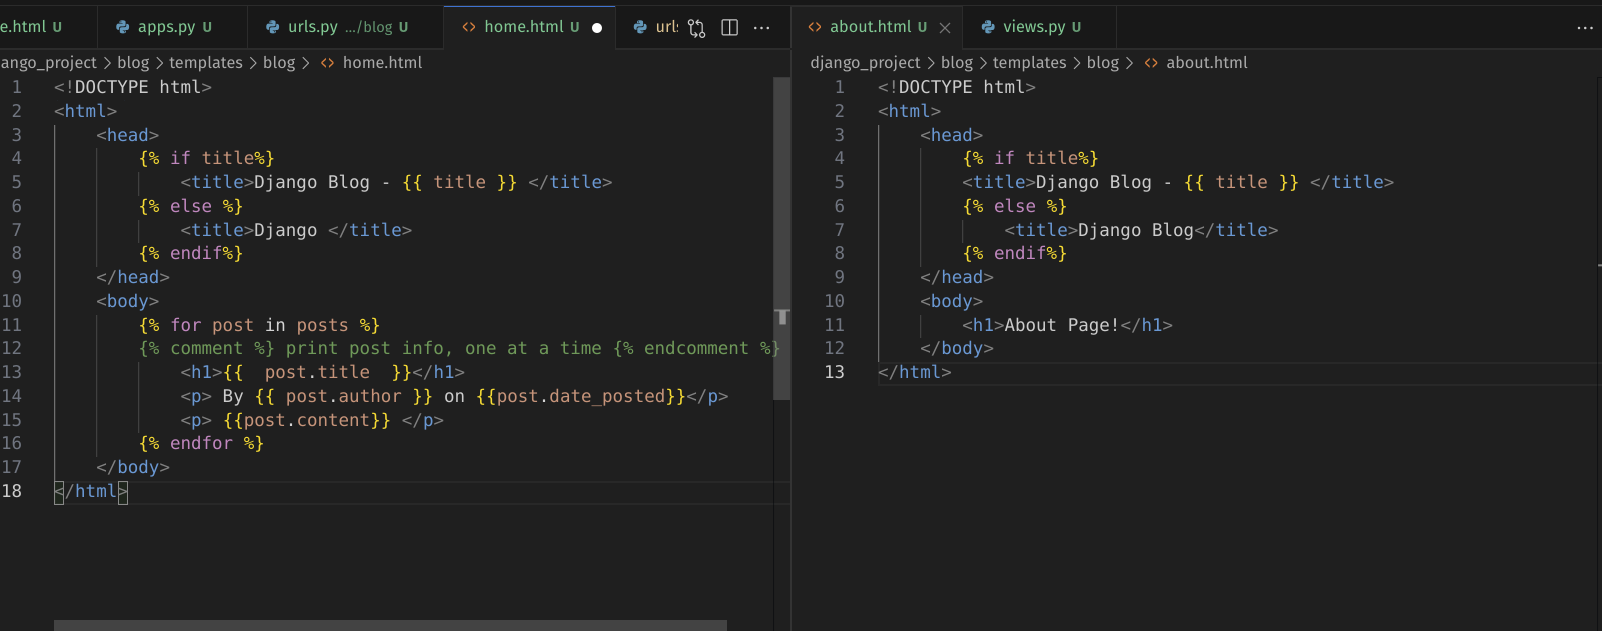 e.html U apps.py U urls.py .../blog U home.html U url
ango_project > blog > templates > blog > <> home.html
1 <!DOCTYPE html>
2 <html>
3 <head>
4 {% if title%}
5 <title>Django Blog - {{ title }} </title>
6 {% else %}
7 <title>Django </title>
8 {% endif%}
9 </head>
10 <body>
11 {% for post in posts %}
12 {% comment %} print post info, one at a time {% endcomment %}
13 <h1>{{  post.title  }}</h1>
14 <p> By {{ post.author }} on {{post.date_posted}}</p>
15 <p> {{post.content}} </p>
16 {% endfor %}
17 </body>
18 </html>
about.html U views.py U
django_project > blog > templates > blog > <> about.html
1 <!DOCTYPE html>
2 <html>
3 <head>
4 {% if title%}
5 <title>Django Blog - {{ title }} </title>
6 {% else %}
7 <title>Django Blog</title>
8 {% endif%}
9 </head>
10 <body>
11 <h1>About Page!</h1>
12 </body>
13 </html>